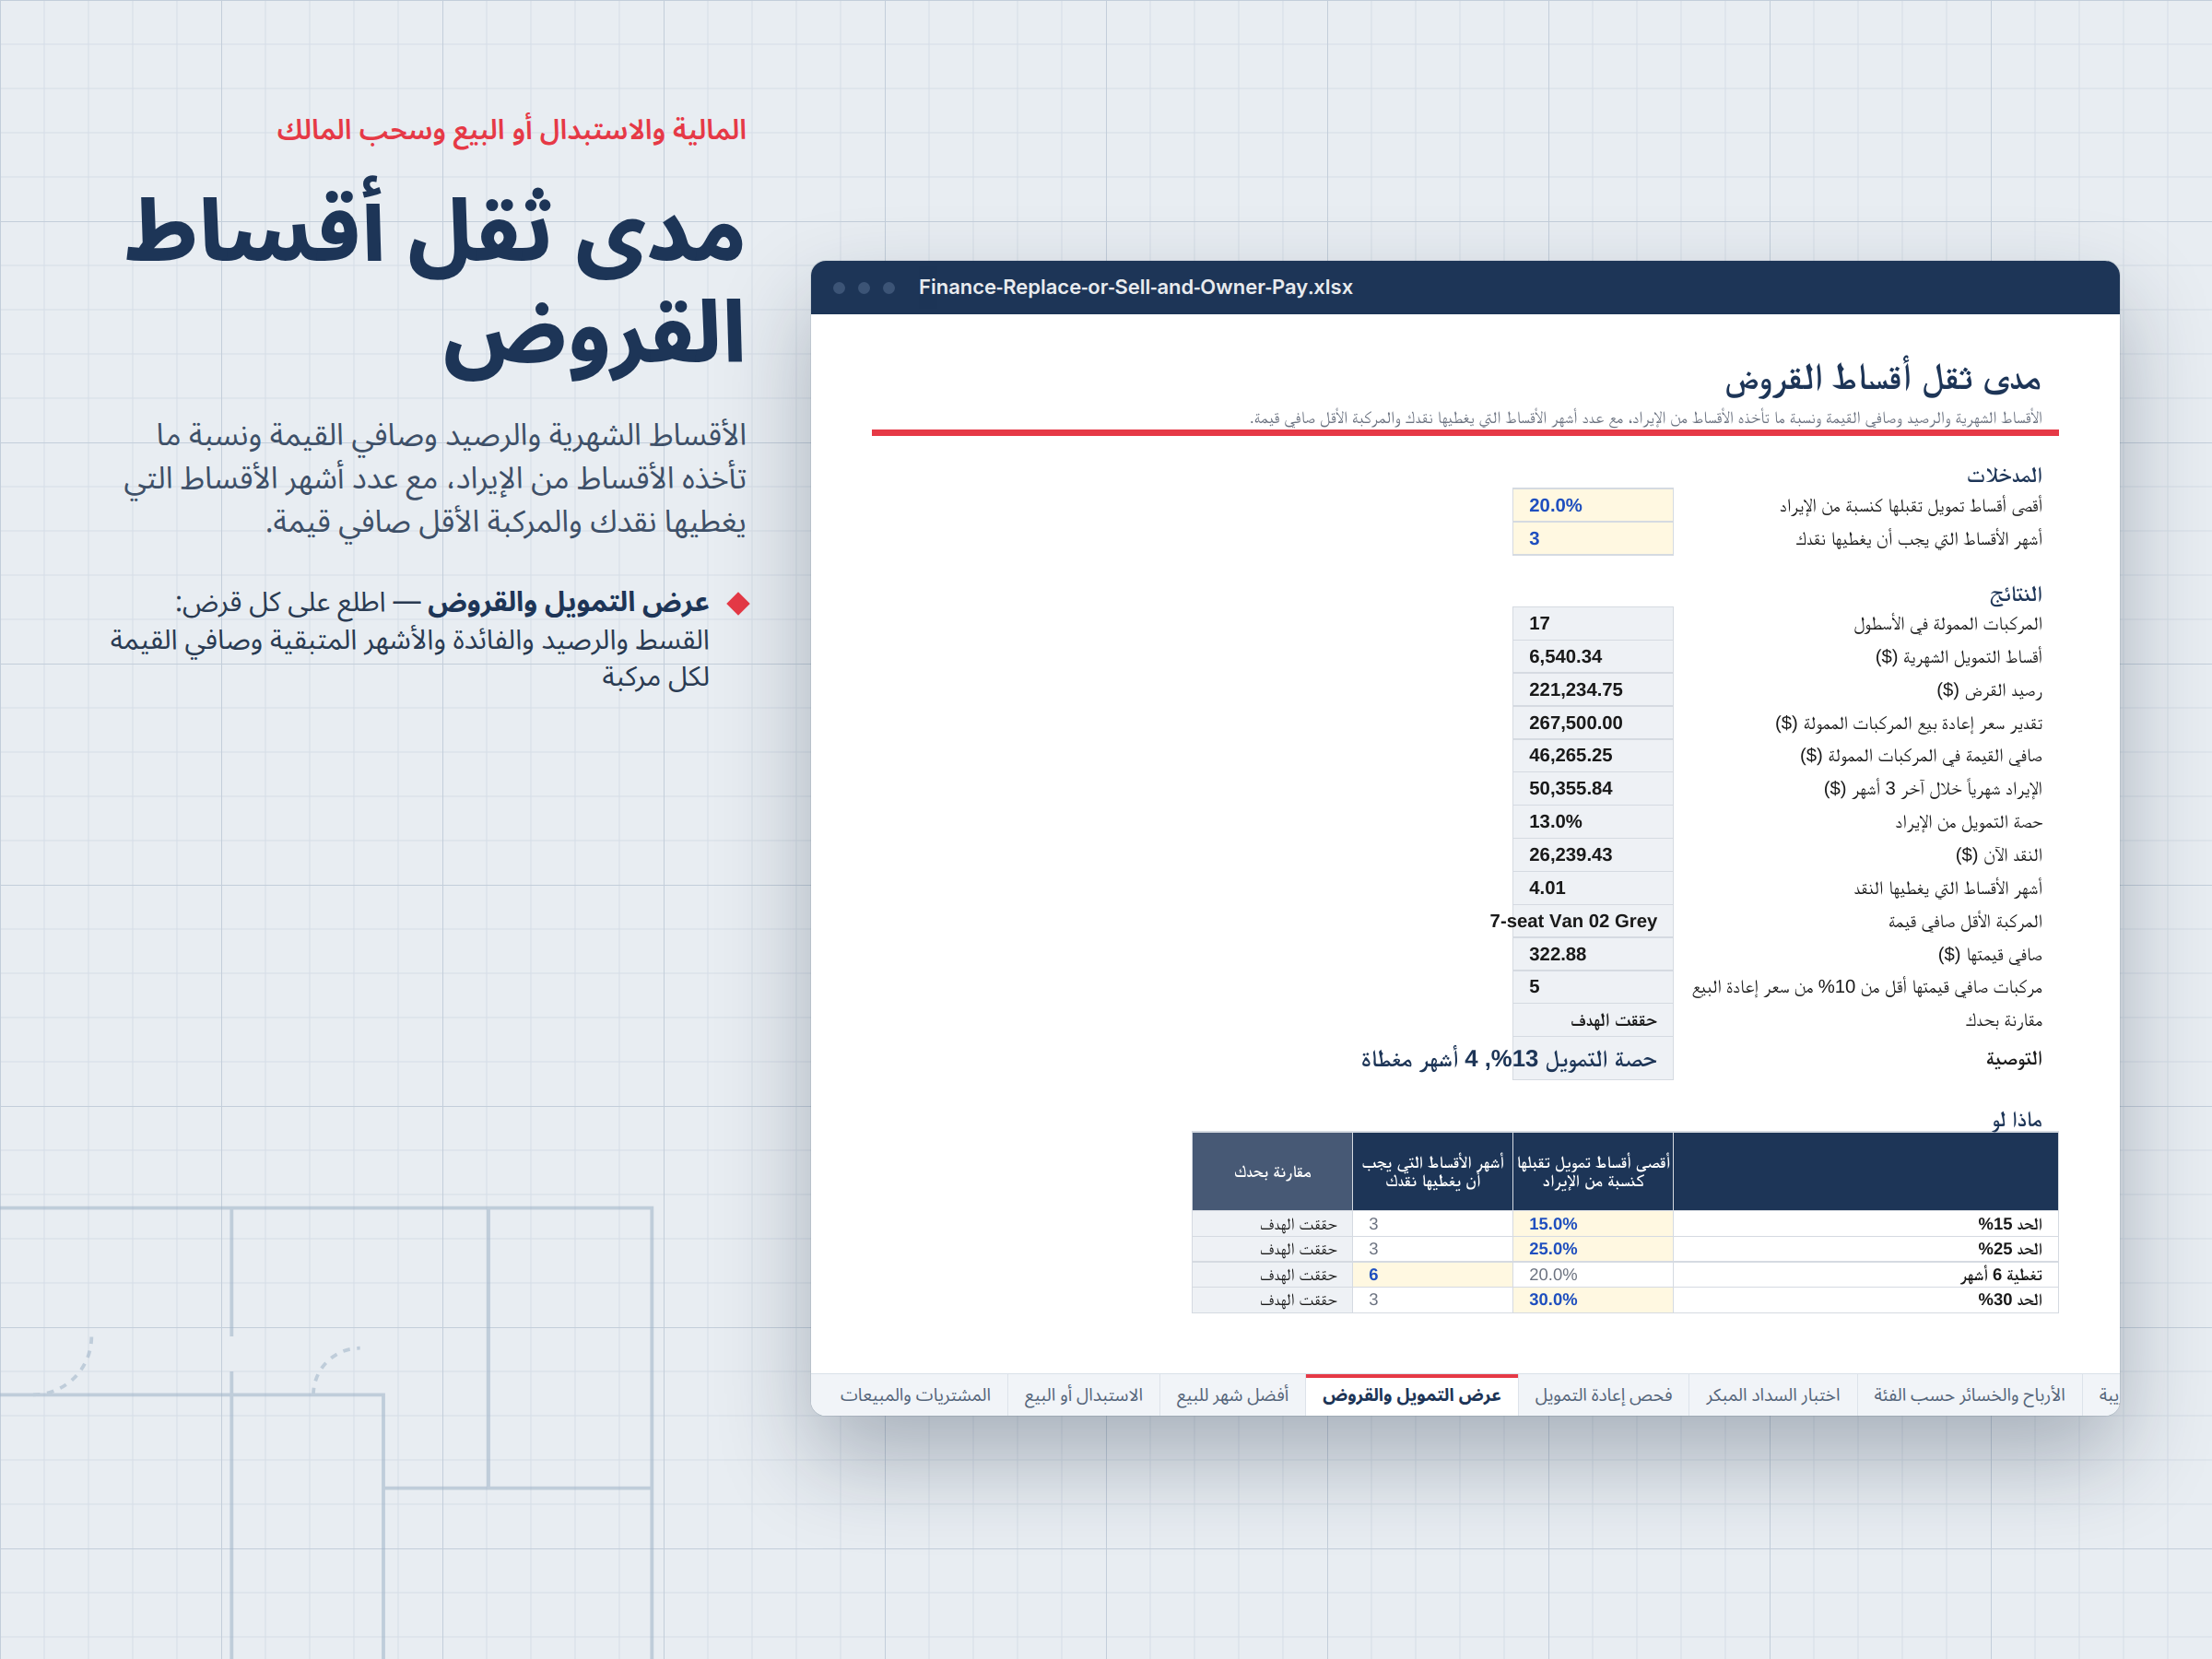 المالية والاستبدال أو البيع وسحب المالك
مدى ثقل أقساط
القروض
الأقساط الشهرية والرصيد وصافي القيمة ونسبة ما
تأخذه الأقساط من الإيراد، مع عدد أشهر الأقساط التي
يغطيها نقدك والمركبة الأقل صافي قيمة.
عرض التمويل والقروض — اطلع على كل قرض:
القسط والرصيد والفائدة والأشهر المتبقية وصافي القيمة
لكل مركبة
Finance-Replace-or-Sell-and-Owner-Pay.xlsx
مدى ثقل أقساط القروض
الأقساط الشهرية والرصيد وصافي القيمة ونسبة ما تأخذه الأقساط من الإيراد، مع عدد أشهر الأقساط التي يغطيها نقدك والمركبة الأقل صافي قيمة.
المدخلات
أقصى أقساط تمويل تقبلها كنسبة من الإيراد 20.0%
أشهر الأقساط التي يجب أن يغطيها نقدك 3
النتائج
المركبات الممولة في الأسطول 17
أقساط التمويل الشهرية ($) 6,540.34
رصيد القرض ($) 221,234.75
تقدير سعر إعادة بيع المركبات الممولة ($) 267,500.00
صافي القيمة في المركبات الممولة ($) 46,265.25
الإيراد شهرياً خلال آخر 3 أشهر ($) 50,355.84
حصة التمويل من الإيراد 13.0%
النقد الآن ($) 26,239.43
أشهر الأقساط التي يغطيها النقد 4.01
المركبة الأقل صافي قيمة 7-seat Van 02 Grey
صافي قيمتها ($) 322.88
مركبات صافي قيمتها أقل من 10% من سعر إعادة البيع 5
مقارنة بحدك حققت الهدف
التوصية حصة التمويل 13%, 4 أشهر مغطاة
ماذا لو
أقصى أقساط تمويل تقبلها كنسبة من الإيراد أشهر الأقساط التي يجب أن يغطيها نقدك مقارنة بحدك
الحد 15% 15.0% 3 حققت الهدف
الحد 25% 25.0% 3 حققت الهدف
تغطية 6 أشهر 20.0% 6 حققت الهدف
الحد 30% 30.0% 3 حققت الهدف
الأرباح والخسائر حسب الفئة اختبار السداد المبكر فحص إعادة التمويل عرض التمويل والقروض أفضل شهر للبيع الاستبدال أو البيع المشتريات والمبيعات